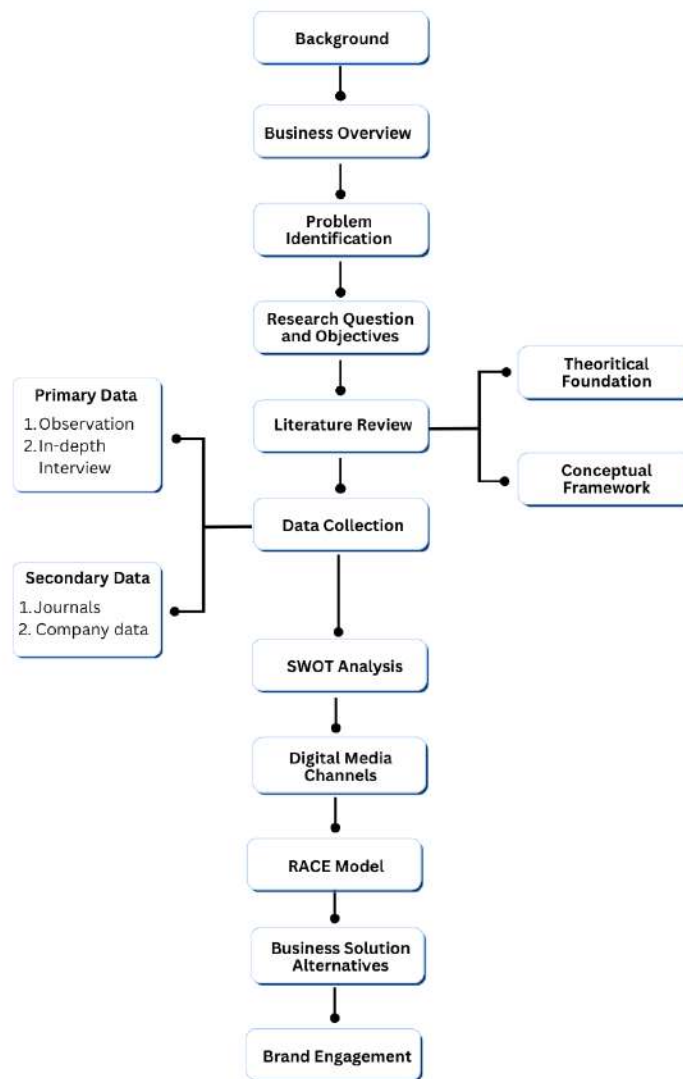 Background
Business Overview
Problem
Identification
Research Question
and Objectives
Theoritical
Foundation
Primary Data
1. Observation
2. In-depth
Interview
Literature Review
Conceptual
Framework
Data Collection
Secondary Data
1. Journals
2. Company data
SWOT Analysis
Digital Media
Channels
RACE Model
Business Solution
Alternatives
Brand Engagement